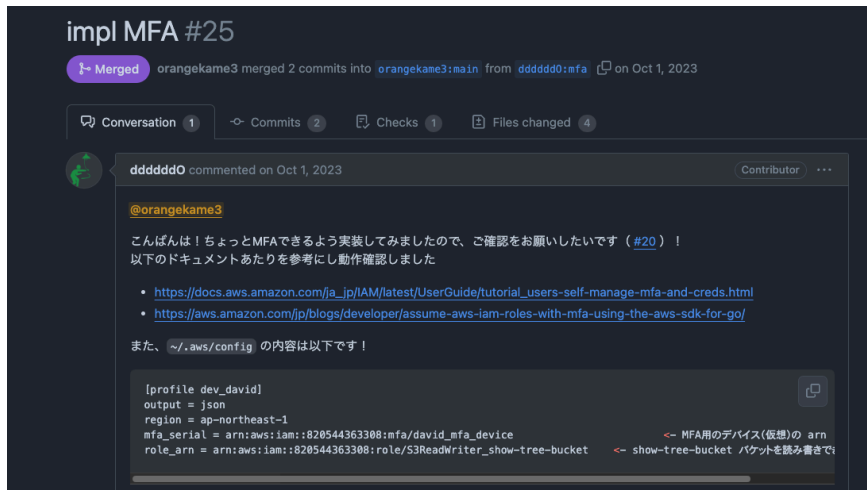 impl MFA #25
Merged orangekame3 merged 2 commits into orangekame3:main from ddddddO:mfa on Oct 1, 2023
Conversation 1 Commits 2 Checks 1 Files changed 4
ddddddO commented on Oct 1, 2023 Contributor
@orangekame3
こんばんは！ちょっとMFAできるよう実装してみましたので、ご確認をお願いしたいです（ #20 ）！
以下のドキュメントあたりを参考にし動作確認しました
https://docs.aws.amazon.com/ja_jp/IAM/latest/UserGuide/tutorial_users-self-manage-mfa-and-creds.html
https://aws.amazon.com/jp/blogs/developer/assume-aws-iam-roles-with-mfa-using-the-aws-sdk-for-go/
また、 ~/.aws/config の内容は以下です！
[profile dev_david]
output = json
region = ap-northeast-1
mfa_serial = arn:aws:iam::820544363308:mfa/david_mfa_device <- MFA用のデバイス(仮想)の arn
role_arn = arn:aws:iam::820544363308:role/S3ReadWriter_show-tree-bucket <- show-tree-bucket バケットを読み書きでき